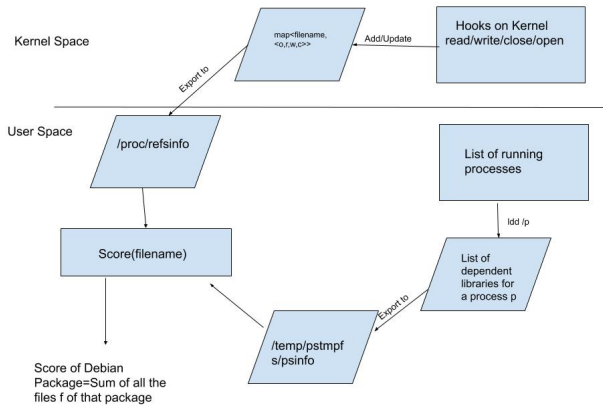 Kernel Space
map<filename,
<o,r,w,c>>
Add/Update
Hooks on Kernel
read/write/close/open
Export to
User Space
/proc/refsinfo
List of running
processes
ldd /p
Score(filename)
List of
dependent
libraries for
a process p
Export to
/temp/pstmpf
s/psinfo
Score of Debian
Package=Sum of all the
files f of that package